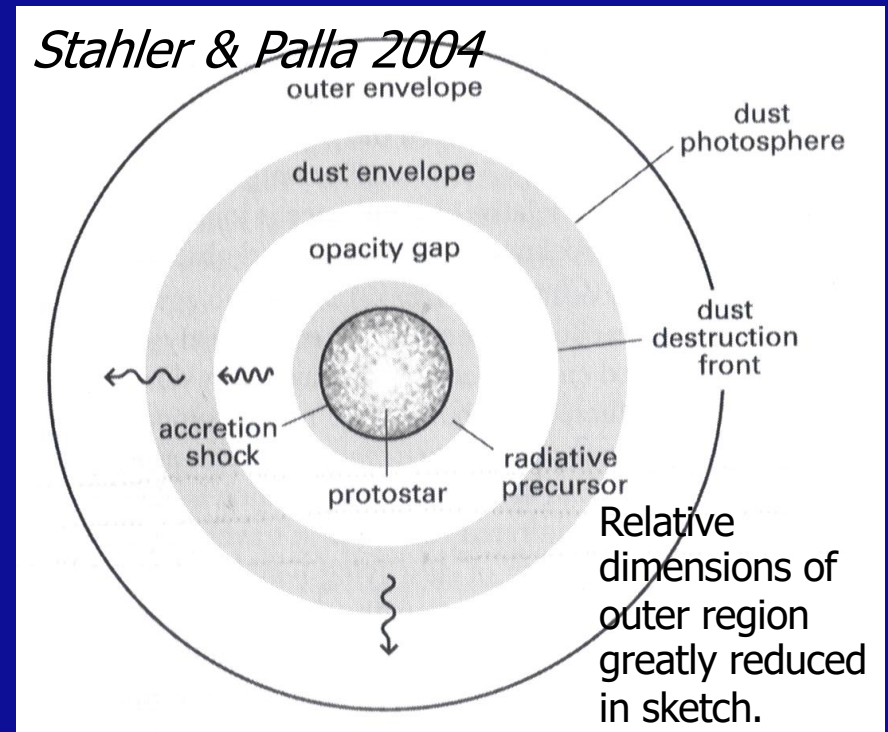 Stahler & Palla 2004
outer envelope
dust
photosphere
dust envelope
opacity gap
dust
destruction
front
accretion
shock
radiative
precursor
protostar
Relative
dimensions of
outer region
greatly reduced
in sketch.